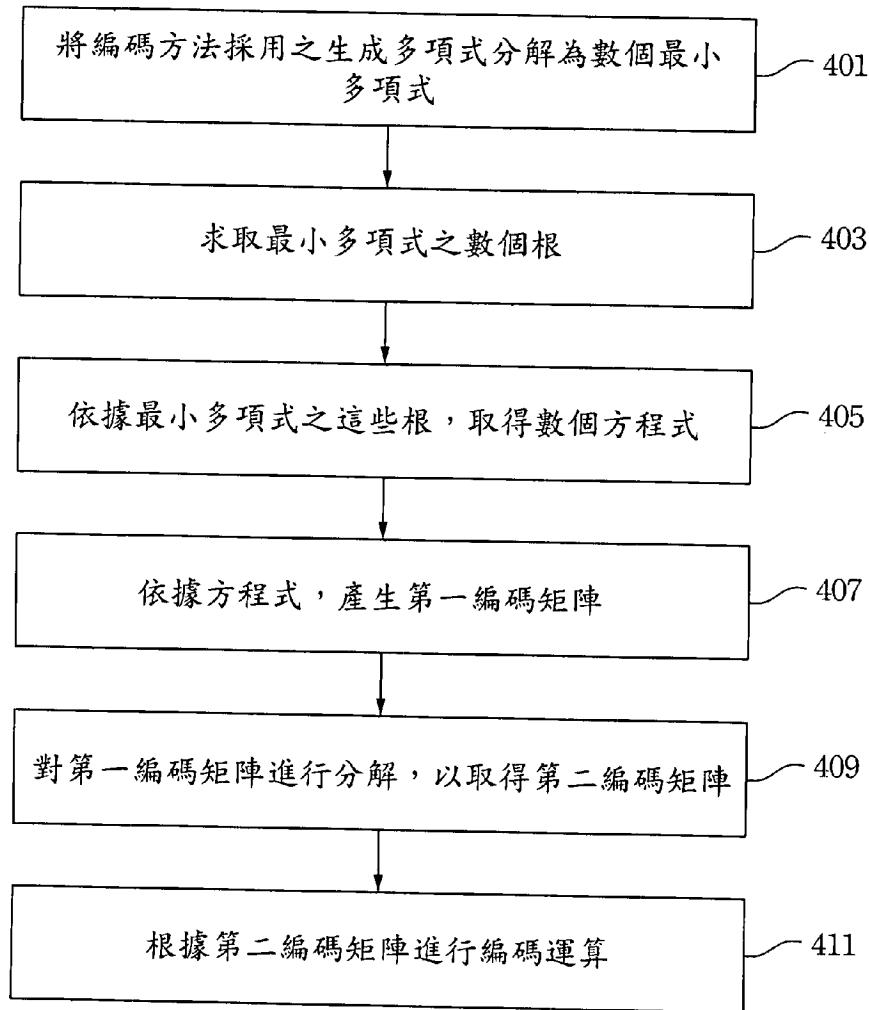 將編碼方法採用之生成多項式分解為數個最小
多項式
401
求取最小多項式之數個根
403
依據最小多項式之這些根，取得數個方程式
405
依據方程式，產生第一編碼矩陣
407
對第一編碼矩陣進行分解，以取得第二編碼矩陣
409
根據第二編碼矩陣進行編碼運算
411